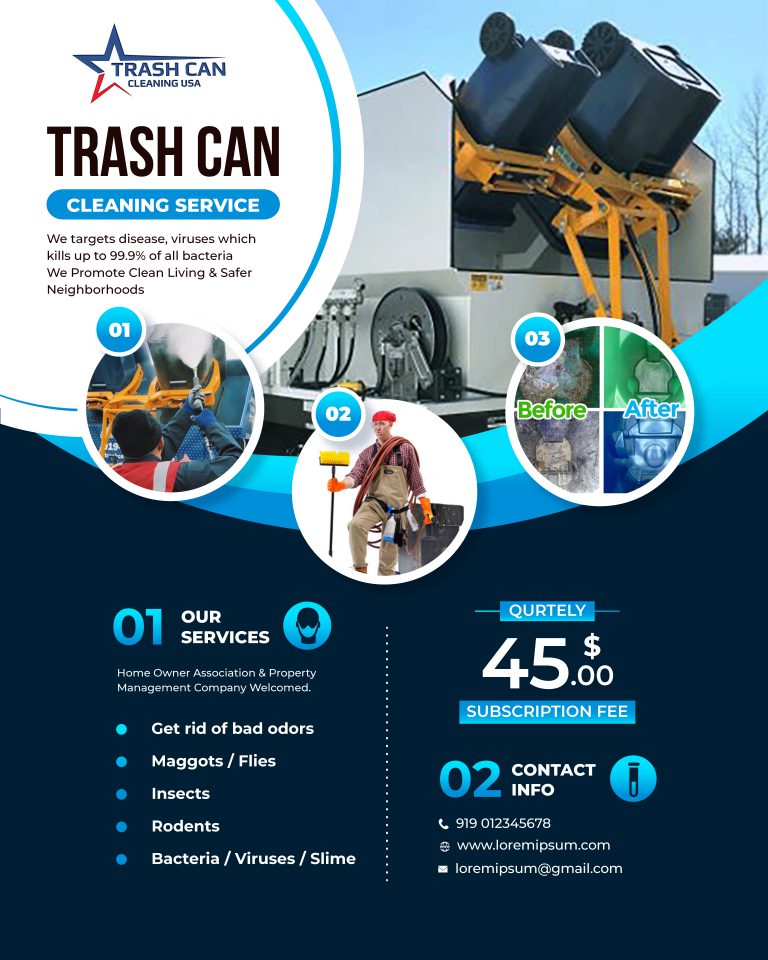 TRASH CAN
CLEANING USA
TRASH CAN
CLEANING SERVICE
We targets disease, viruses which
kills up to 99.9% of all bacteria
We Promote Clean Living & Safer
Neighborhoods
01
02
03
Before
After
01
OUR
SERVICES
Home Owner Association & Property
Management Company Welcomed.
Get rid of bad odors
Maggots / Flies
Insects
Rodents
Bacteria / Viruses / Slime
QURTELY
45.00 $
SUBSCRIPTION FEE
02
CONTACT
INFO
919 012345678
www.loremipsum.com
loremipsum@gmail.com